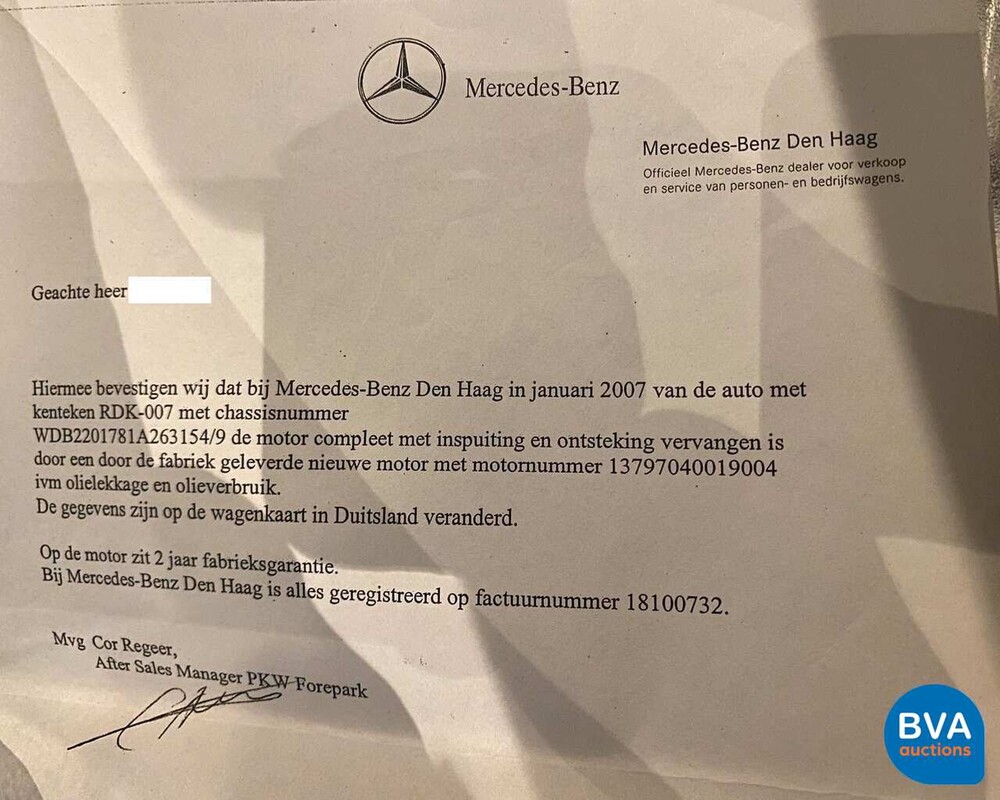 Mercedes-Benz
Mercedes-Benz Den Haag
Officieel Mercedes-Benz dealer voor verkoop
en service van personen- en bedrijfswagens.
Geachte heer
Hiermee bevestigen wij dat bij Mercedes-Benz Den Haag in januari 2007 van de auto met
kenteken RDK-007 met chassisnummer
WDB2201781A263154/9 de motor compleet met inspuiting en ontsteking vervangen is
door een door de fabriek geleverde nieuwe motor met motornummer 13797040019004
ivm olielekkage en olieverbruik.
De gegevens zijn op de wagenkaart in Duitsland veranderd.
Op de motor zit 2 jaar fabrieksgarantie.
Bij Mercedes-Benz Den Haag is alles geregistreerd op factuurnummer 18100732.
Mvg Cor Regeer,
After Sales Manager PKW Forepark
BVA
auctions